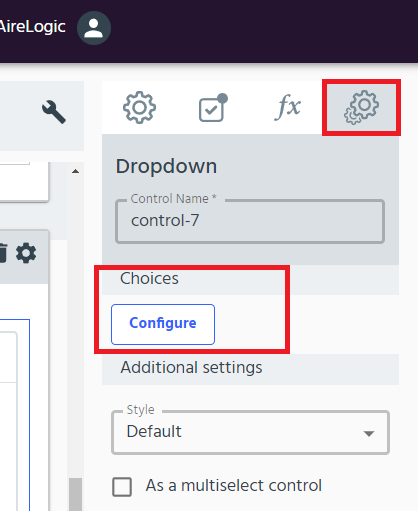 AireLogic
fx
Dropdown
Control Name *
control-7
Choices
Configure
Additional settings
Style
Default
As a multiselect control